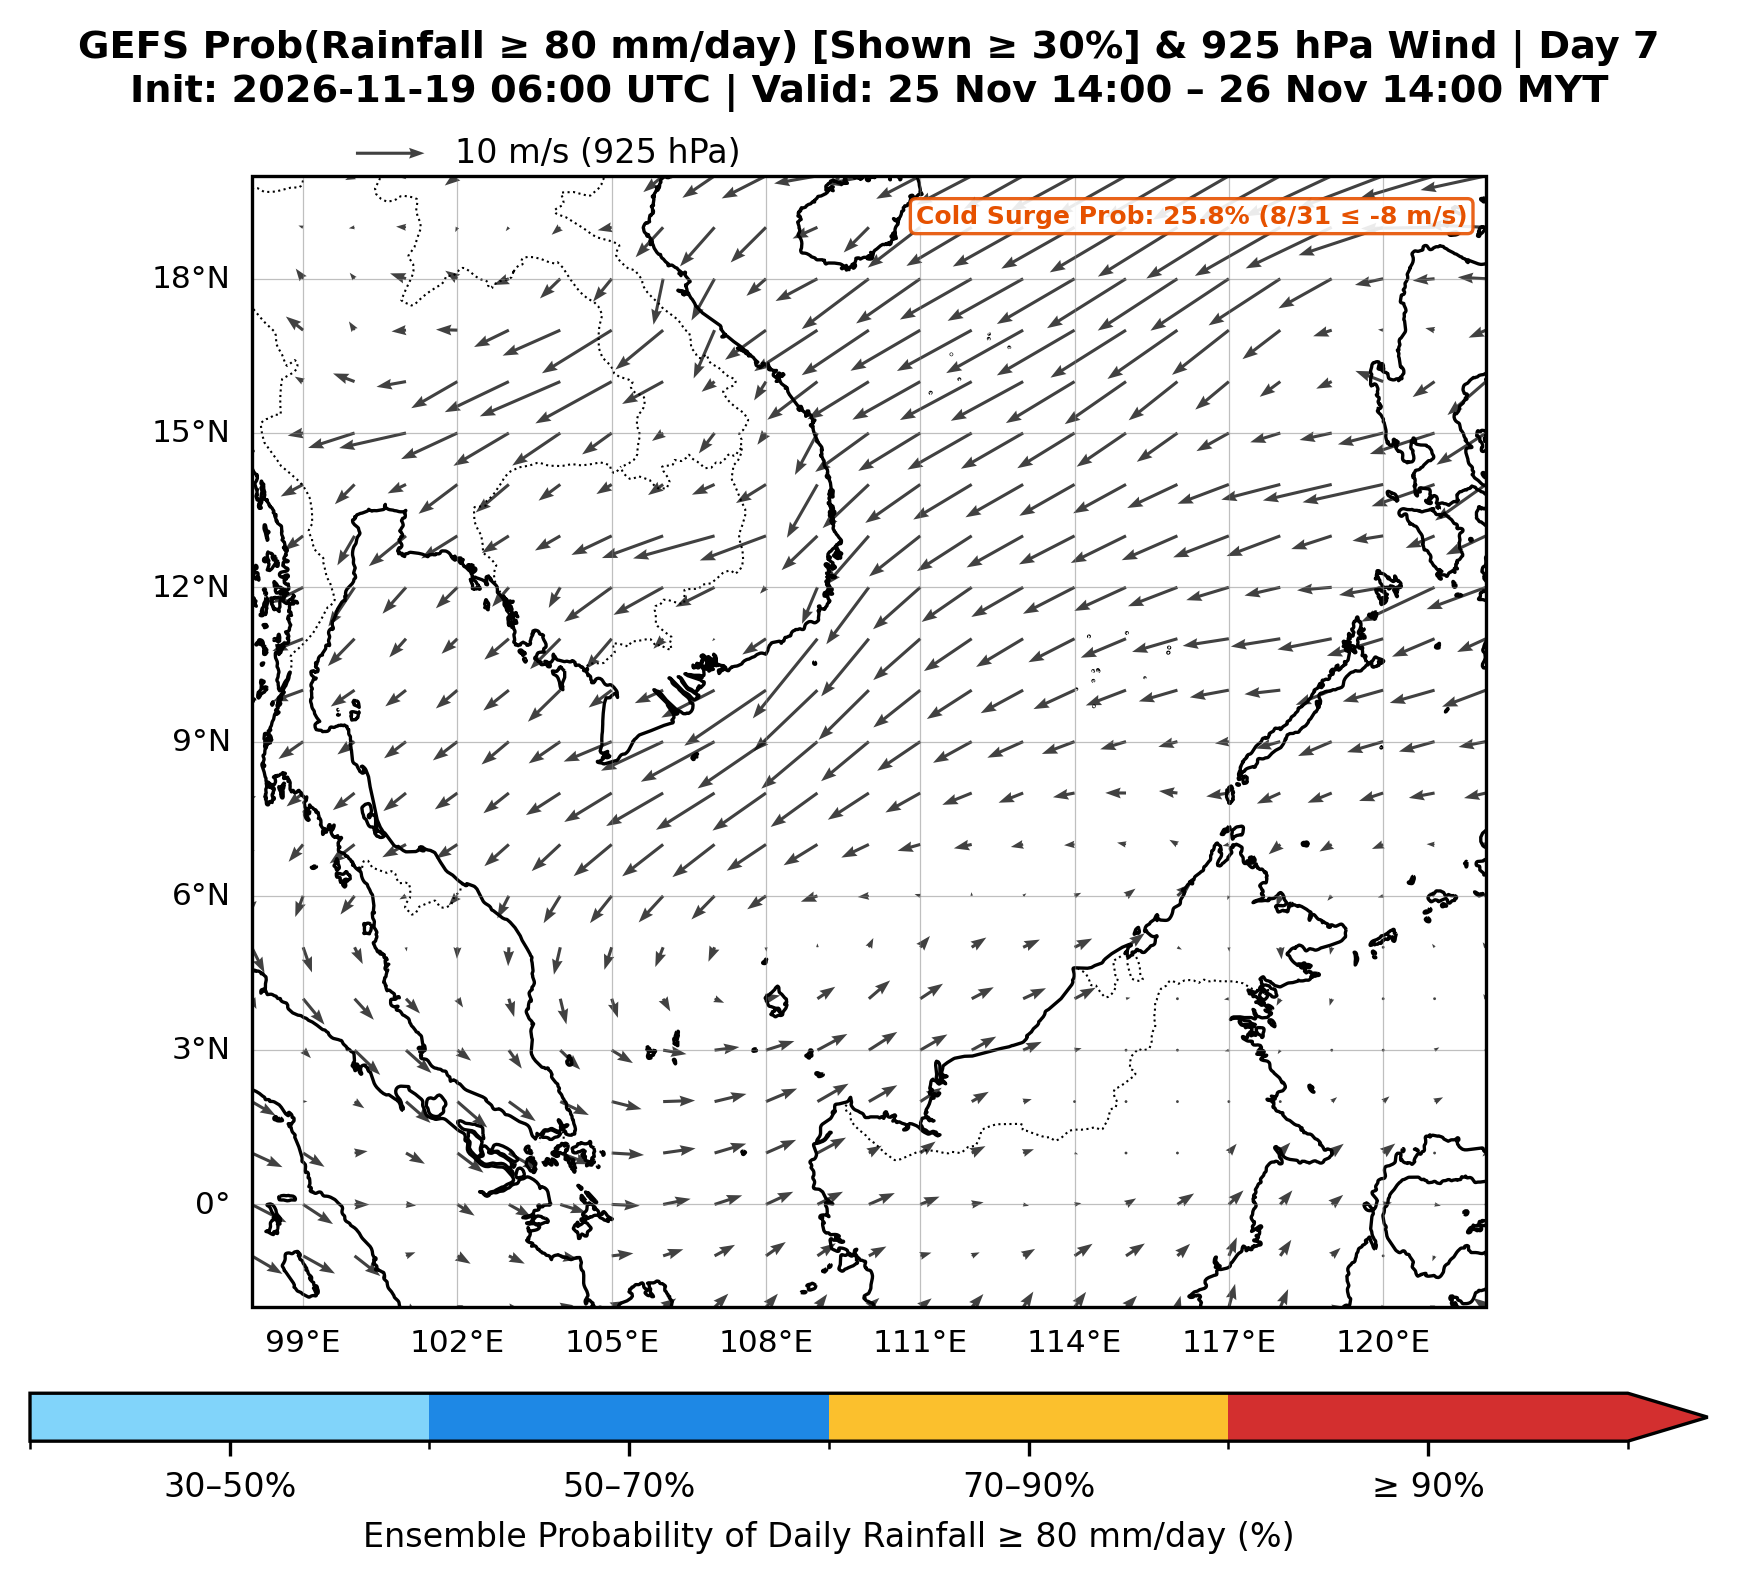 GEFS Prob(Rainfall ≥ 80 mm/day) [Shown ≥ 30%] & 925 hPa Wind | Day 7
Init: 2026-11-19 06:00 UTC | Valid: 25 Nov 14:00 – 26 Nov 14:00 MYT
10 m/s (925 hPa)
Cold Surge Prob: 25.8% (8/31 ≤ -8 m/s)
18°N
15°N
12°N
9°N
6°N
3°N
0°
99°E 102°E 105°E 108°E 111°E 114°E 117°E 120°E
30–50% 50–70% 70–90% ≥ 90%
Ensemble Probability of Daily Rainfall ≥ 80 mm/day (%)